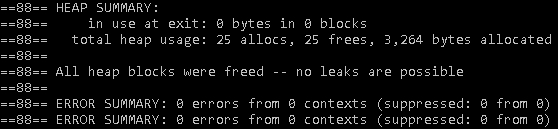 ==88== HEAP SUMMARY:
==88==     in use at exit: 0 bytes in 0 blocks
==88==   total heap usage: 25 allocs, 25 frees, 3,264 bytes allocated
==88==
==88== All heap blocks were freed -- no leaks are possible
==88==
==88== ERROR SUMMARY: 0 errors from 0 contexts (suppressed: 0 from 0)
==88== ERROR SUMMARY: 0 errors from 0 contexts (suppressed: 0 from 0)